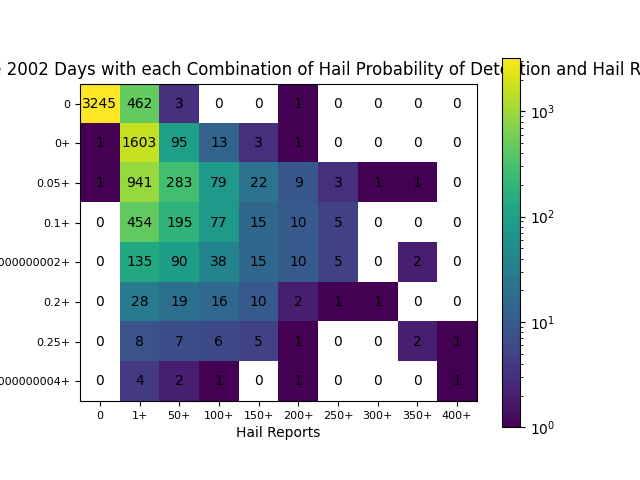 2002 Days with each Combination of Hail Probability of Detection and Hail
0 3245 462 3 0 0 1 0 0 0 0
0+ 1 1603 95 13 3 1 0 0 0 0
0.05+ 1 941 283 79 22 9 3 1 1 0
0.1+ 0 454 195 77 15 10 5 0 0 0
000000002+ 0 135 90 38 15 10 5 0 2 0
0.2+ 0 28 19 16 10 2 1 1 0 0
0.25+ 0 8 7 6 5 1 0 0 2 1
000000004+ 0 4 2 1 0 1 0 0 0 1
0 1+ 50+ 100+ 150+ 200+ 250+ 300+ 350+ 400+
Hail Reports
10³
10²
10¹
10⁰